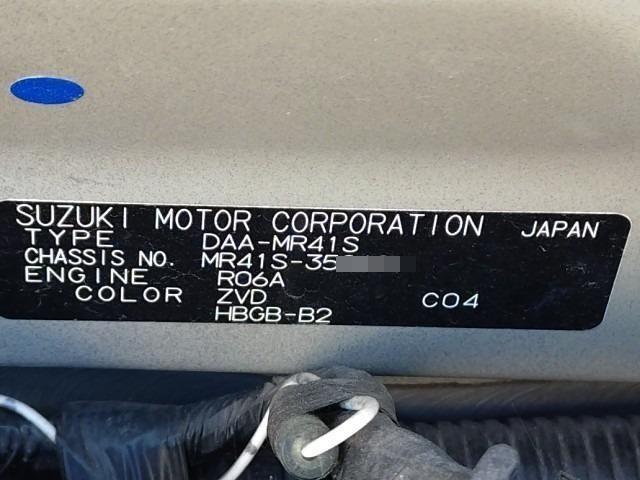 SUZUKI MOTOR CORPORATION JAPAN
TYPE DAA-MR41S
CHASSIS NO. MR41S-35
ENGINE R06A
COLOR ZVD C04
HBGB-B2